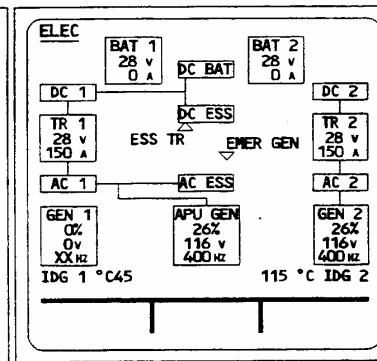 ELEC
BAT 1
28 V
0 A
DC BAT
BAT 2
28 V
0 A
DC 1
DC 2
DC ESS
TR 1
28 V
150 A
ESS TR
EMER GEN
TR 2
28 V
150 A
AC 1
AC ESS
AC 2
GEN 1
0%
0V
XX HZ
APU GEN
26%
116 V
400 HZ
GEN 2
26%
116 V
400 HZ
IDG 1 °C45
115 °C IDG 2